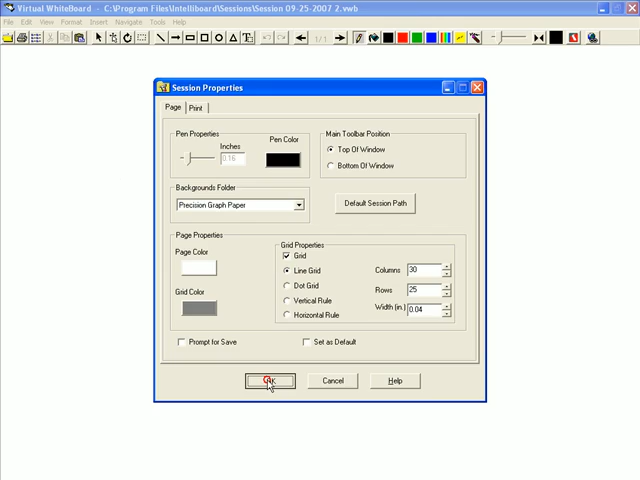 Virtual WhiteBoard - C:\Program Files\Intelliboard\Sessions\Session 09-25-2007 2.vwb
File Edit View Format Insert Navigate Tools Help
1/1
Session Properties
Page Print
Pen Properties
Inches
0.16
Pen Color
Main Toolbar Position
Top Of Window
Bottom Of Window
Backgrounds Folder
Precision Graph Paper
Default Session Path
Page Properties
Page Color
Grid Color
Grid Properties
Grid
Line Grid
Dot Grid
Vertical Rule
Horizontal Rule
Columns 30
Rows 25
Width (in.) 0.04
Prompt for Save
Set as Default
OK Cancel Help